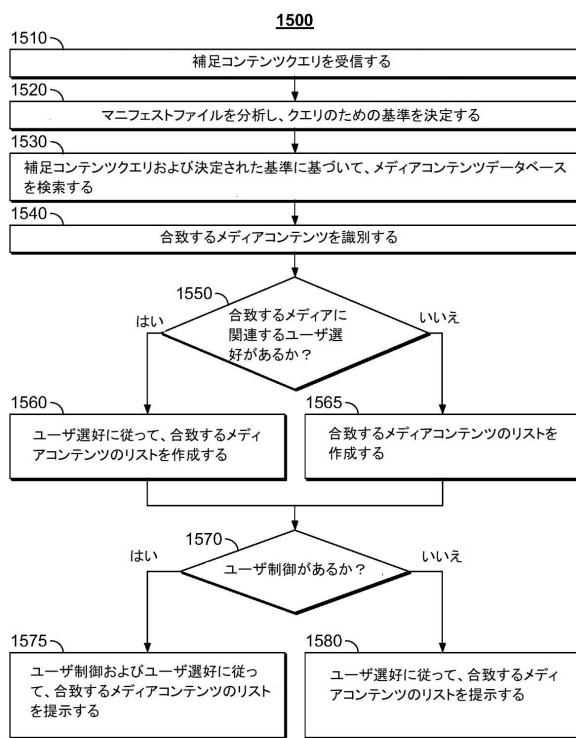 1500
1510
補足コンテンツクエリを受信する
1520
マニフェストファイルを分析し、クエリのための基準を決定する
1530
補足コンテンツクエリおよび決定された基準に基づいて、メディアコンテンツデータベース
を検索する
1540
合致するメディアコンテンツを識別する
1550
合致するメディアに
関連するユーザ選
好があるか？
はい
いいえ
1560
ユーザ選好に従って、合致するメディ
アコンテンツのリストを作成する
1565
合致するメディアコンテンツのリストを
作成する
1570
ユーザ制御があるか？
はい
いいえ
1575
ユーザ制御およびユーザ選好に従っ
て、合致するメディアコンテンツのリスト
を提示する
1580
ユーザ選好に従って、合致するメディ
アコンテンツのリストを提示する